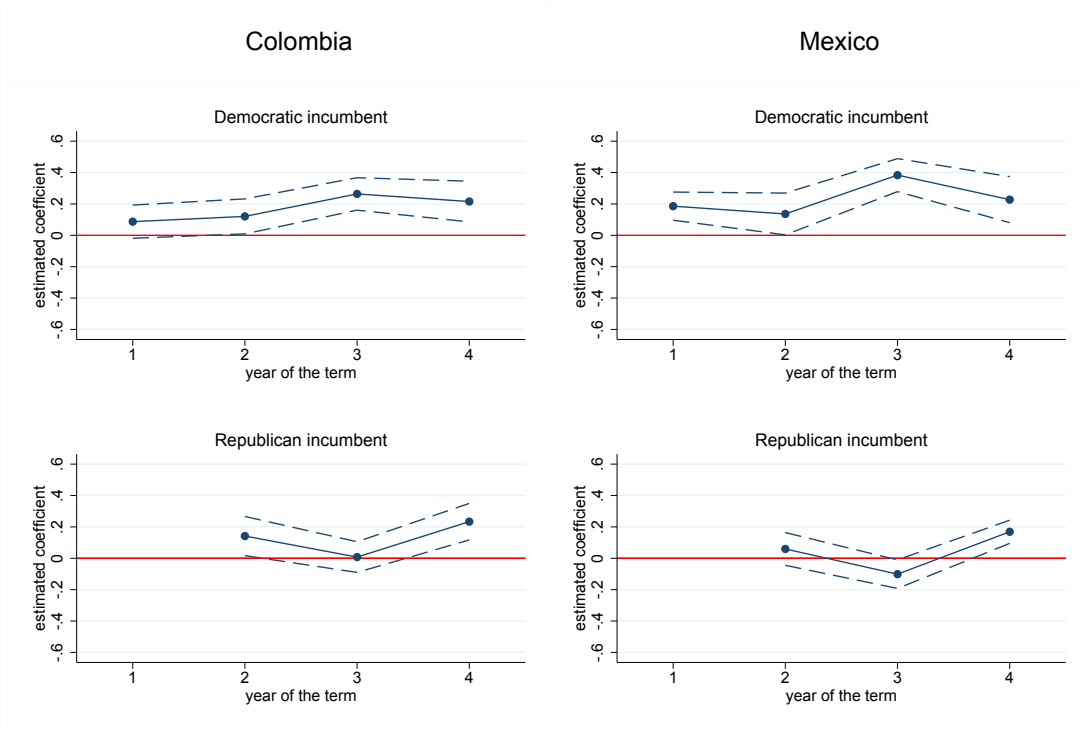 Colombia
Mexico
Democratic incumbent
estimated coefficient
.6
.4
.2
0
-.2
-.4
-.6
1 2 3 4
year of the term
Democratic incumbent
estimated coefficient
.6
.4
.2
0
-.2
-.4
-.6
1 2 3 4
year of the term
Republican incumbent
estimated coefficient
.6
.4
.2
0
-.2
-.4
-.6
1 2 3 4
year of the term
Republican incumbent
estimated coefficient
.6
.4
.2
0
-.2
-.4
-.6
1 2 3 4
year of the term